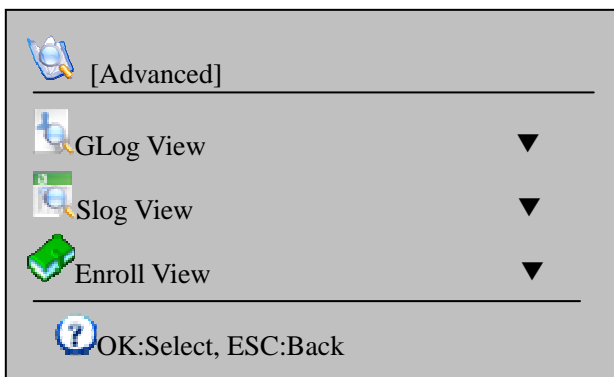 [Advanced]
GLog View ▼
Slog View ▼
Enroll View ▼
OK:Select, ESC:Back